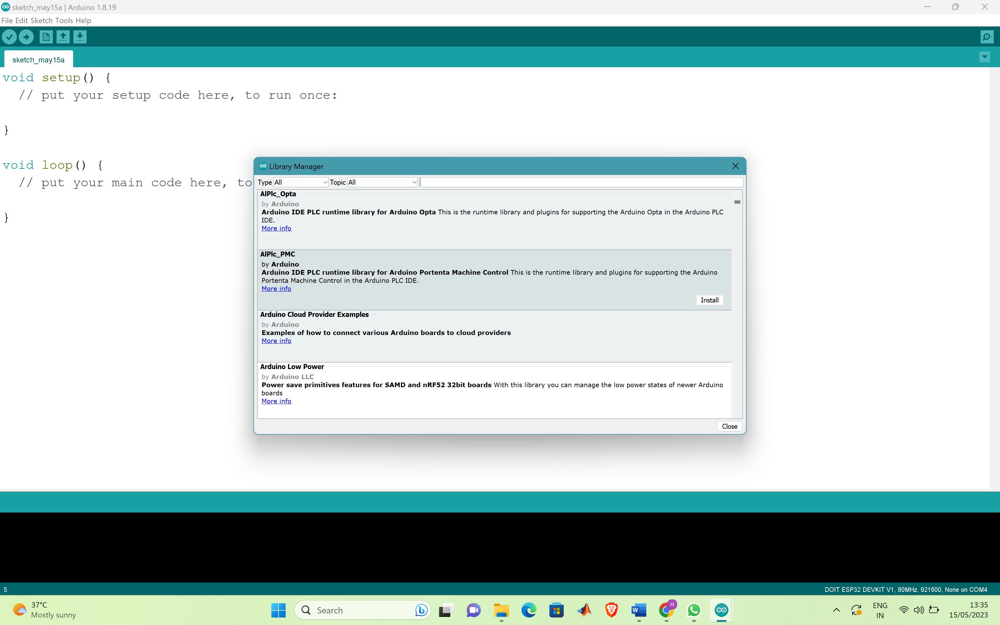 sketch_may15a | Arduino 1.8.19
File Edit Sketch Tools Help
sketch_may15a
void setup() {
// put your setup code here, to run once:
}
void loop() {
// put your main code here, to
}
Library Manager
Type All Topic All
AlPlc_Opta
by Arduino
Arduino IDE PLC runtime library for Arduino Opta This is the runtime library and plugins for supporting the Arduino Opta in the Arduino PLC
IDE.
More info
AlPlc_PMC
by Arduino
Arduino IDE PLC runtime library for Arduino Portenta Machine Control This is the runtime library and plugins for supporting the Arduino
Portenta Machine Control in the Arduino PLC IDE.
More info
Install
Arduino Cloud Provider Examples
by Arduino
Examples of how to connect various Arduino boards to cloud providers
More info
Arduino Low Power
by Arduino LLC
Power save primitives features for SAMD and nRF52 32bit boards With this library you can manage the low power states of newer Arduino
boards
More info
Close
5
DOIT ESP32 DEVKIT V1, 80MHz, 921600, None on COM4
37°C
Mostly sunny
Search
H
ENG
IN
13:35
15/05/2023